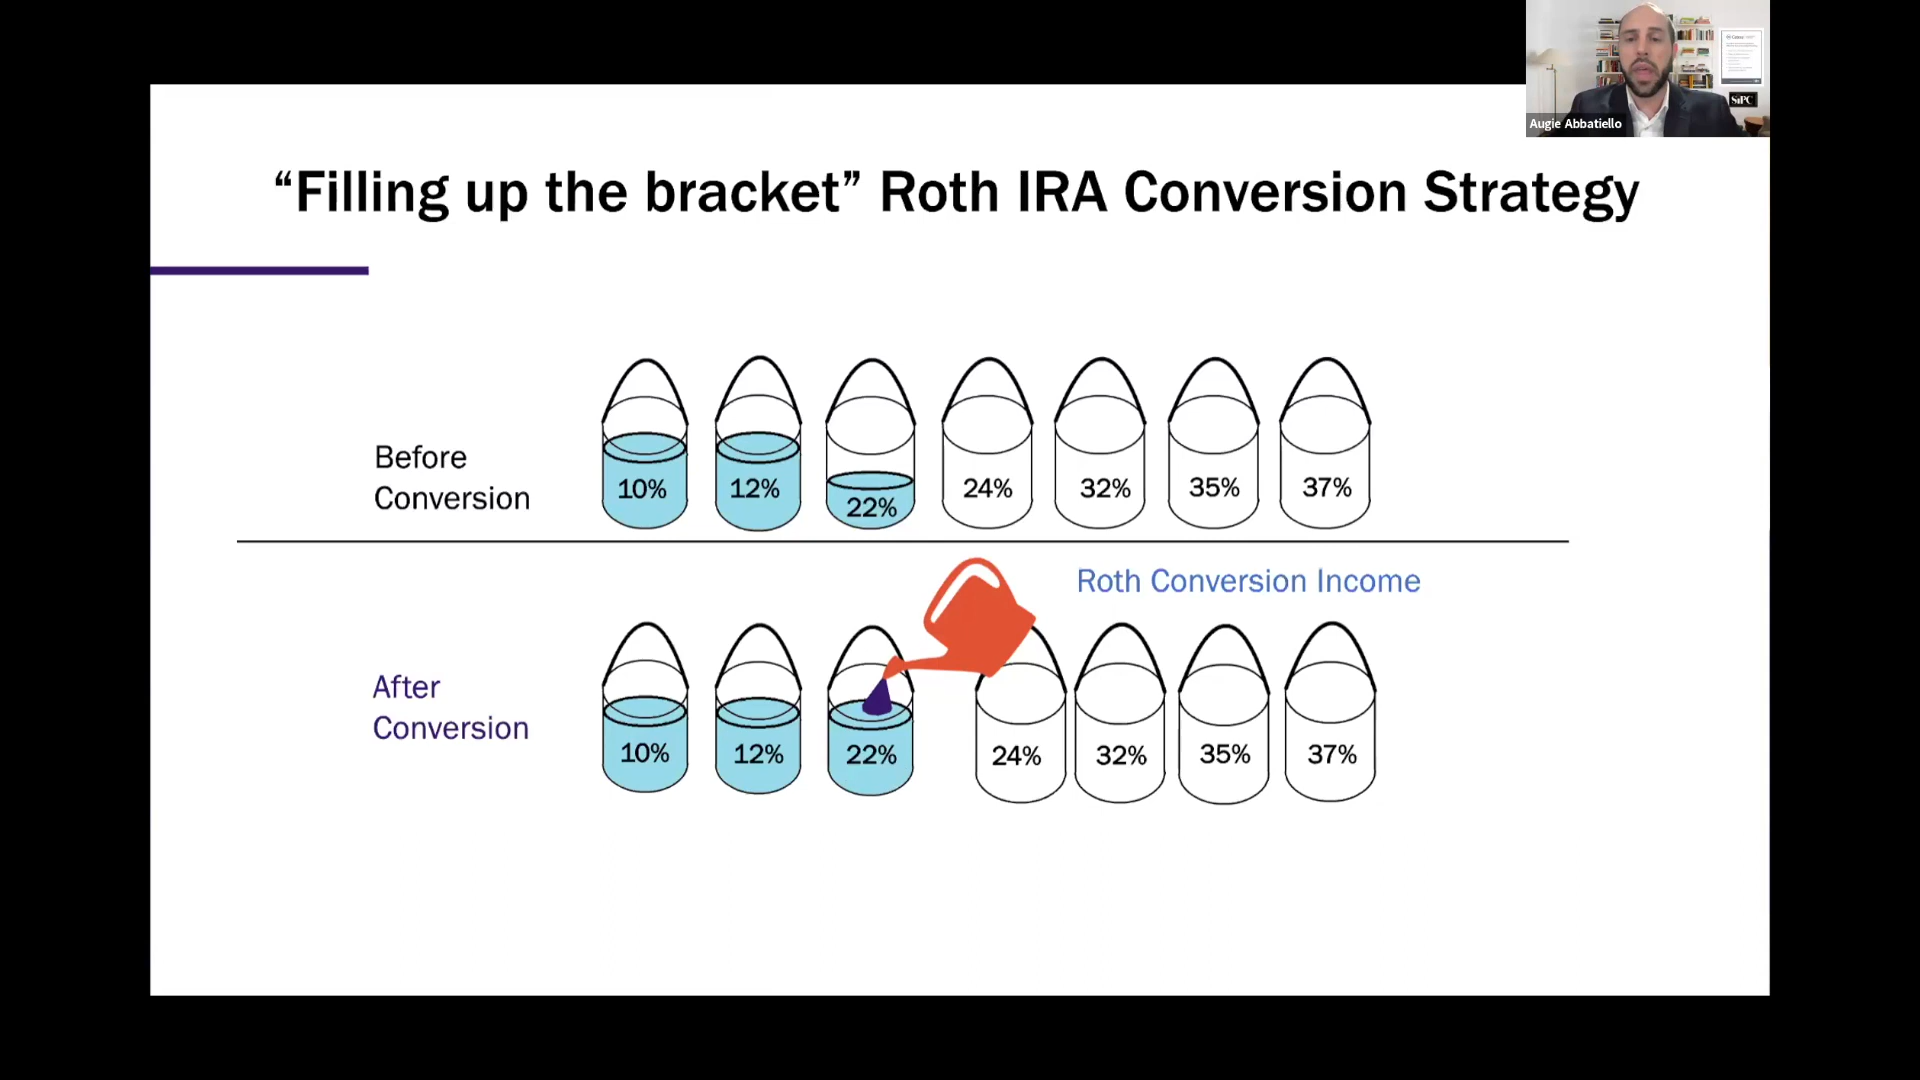 SIPC
Augie Abbatiello
“Filling up the bracket” Roth IRA Conversion Strategy
Before
Conversion
10% 12% 22% 24% 32% 35% 37%
Roth Conversion Income
After
Conversion
10% 12% 22% 24% 32% 35% 37%